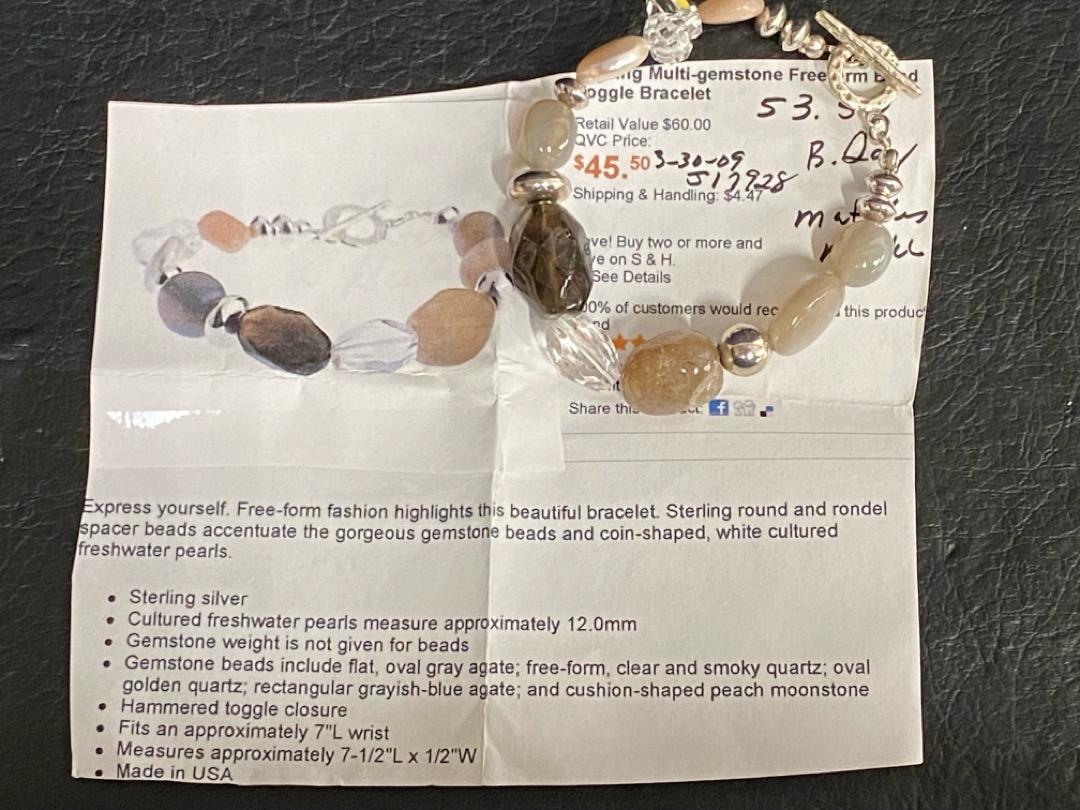 ng Multi-gemstone Free rm B d
oggle Bracelet
53.
Retail Value $60.00
QVC Price:
$45.50 3-30-09
B. Day
517928
Shipping & Handling: $4.47
ve! Buy two or more and
ve on S & H.
See Details
00% of customers would rec this produc
nd
Share this
Express yourself. Free-form fashion highlights this beautiful bracelet. Sterling round and rondel
spacer beads accentuate the gorgeous gemstone beads and coin-shaped, white cultured
freshwater pearls.
• Sterling silver
• Cultured freshwater pearls measure approximately 12.0mm
• Gemstone weight is not given for beads
• Gemstone beads include flat, oval gray agate; free-form, clear and smoky quartz; oval
golden quartz; rectangular grayish-blue agate; and cushion-shaped peach moonstone
• Hammered toggle closure
• Fits an approximately 7"L wrist
• Measures approximately 7-1/2"L x 1/2"W
• Made in USA